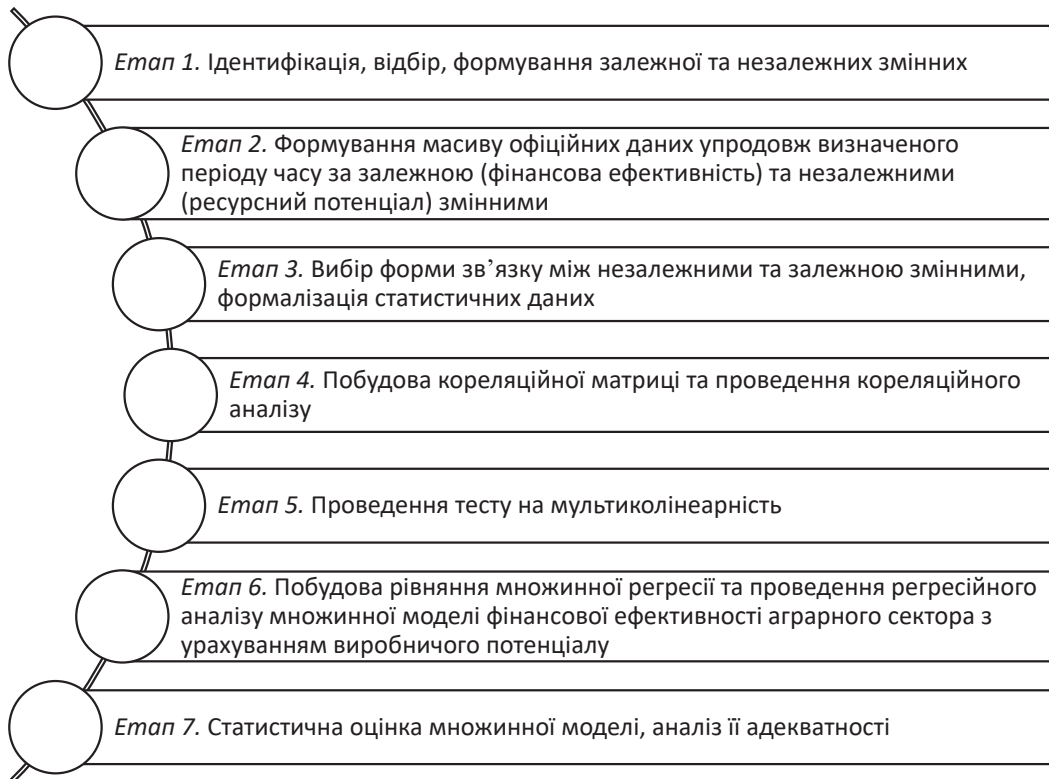 Етап 1. Ідентифікація, відбір, формування залежної та незалежних змінних
Етап 2. Формування масиву офіційних даних упродовж визначеного
періоду часу за залежною (фінансова ефективність) та незалежними
(ресурсний потенціал) змінними
Етап 3. Вибір форми зв’язку між незалежними та залежною змінними,
формалізація статистичних даних
Етап 4. Побудова кореляційної матриці та проведення кореляційного
аналізу
Етап 5. Проведення тесту на мультиколінеарність
Етап 6. Побудова рівняння множинної регресії та проведення регресійного
аналізу множинної моделі фінансової ефективності аграрного сектора з
урахуванням виробничого потенціалу
Етап 7. Статистична оцінка множинної моделі, аналіз її адекватності